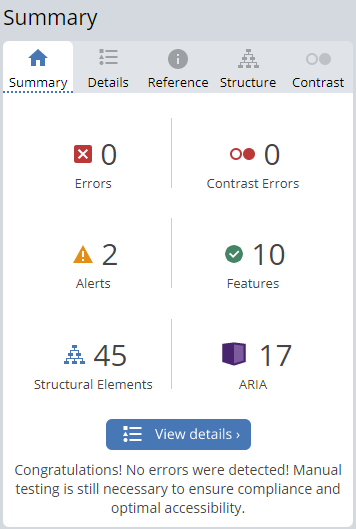 Summary
Summary Details Reference Structure Contrast
0 0
Errors Contrast Errors
2 10
Alerts Features
45 17
Structural Elements ARIA
View details ›
Congratulations! No errors were detected! Manual
testing is still necessary to ensure compliance and
optimal accessibility.